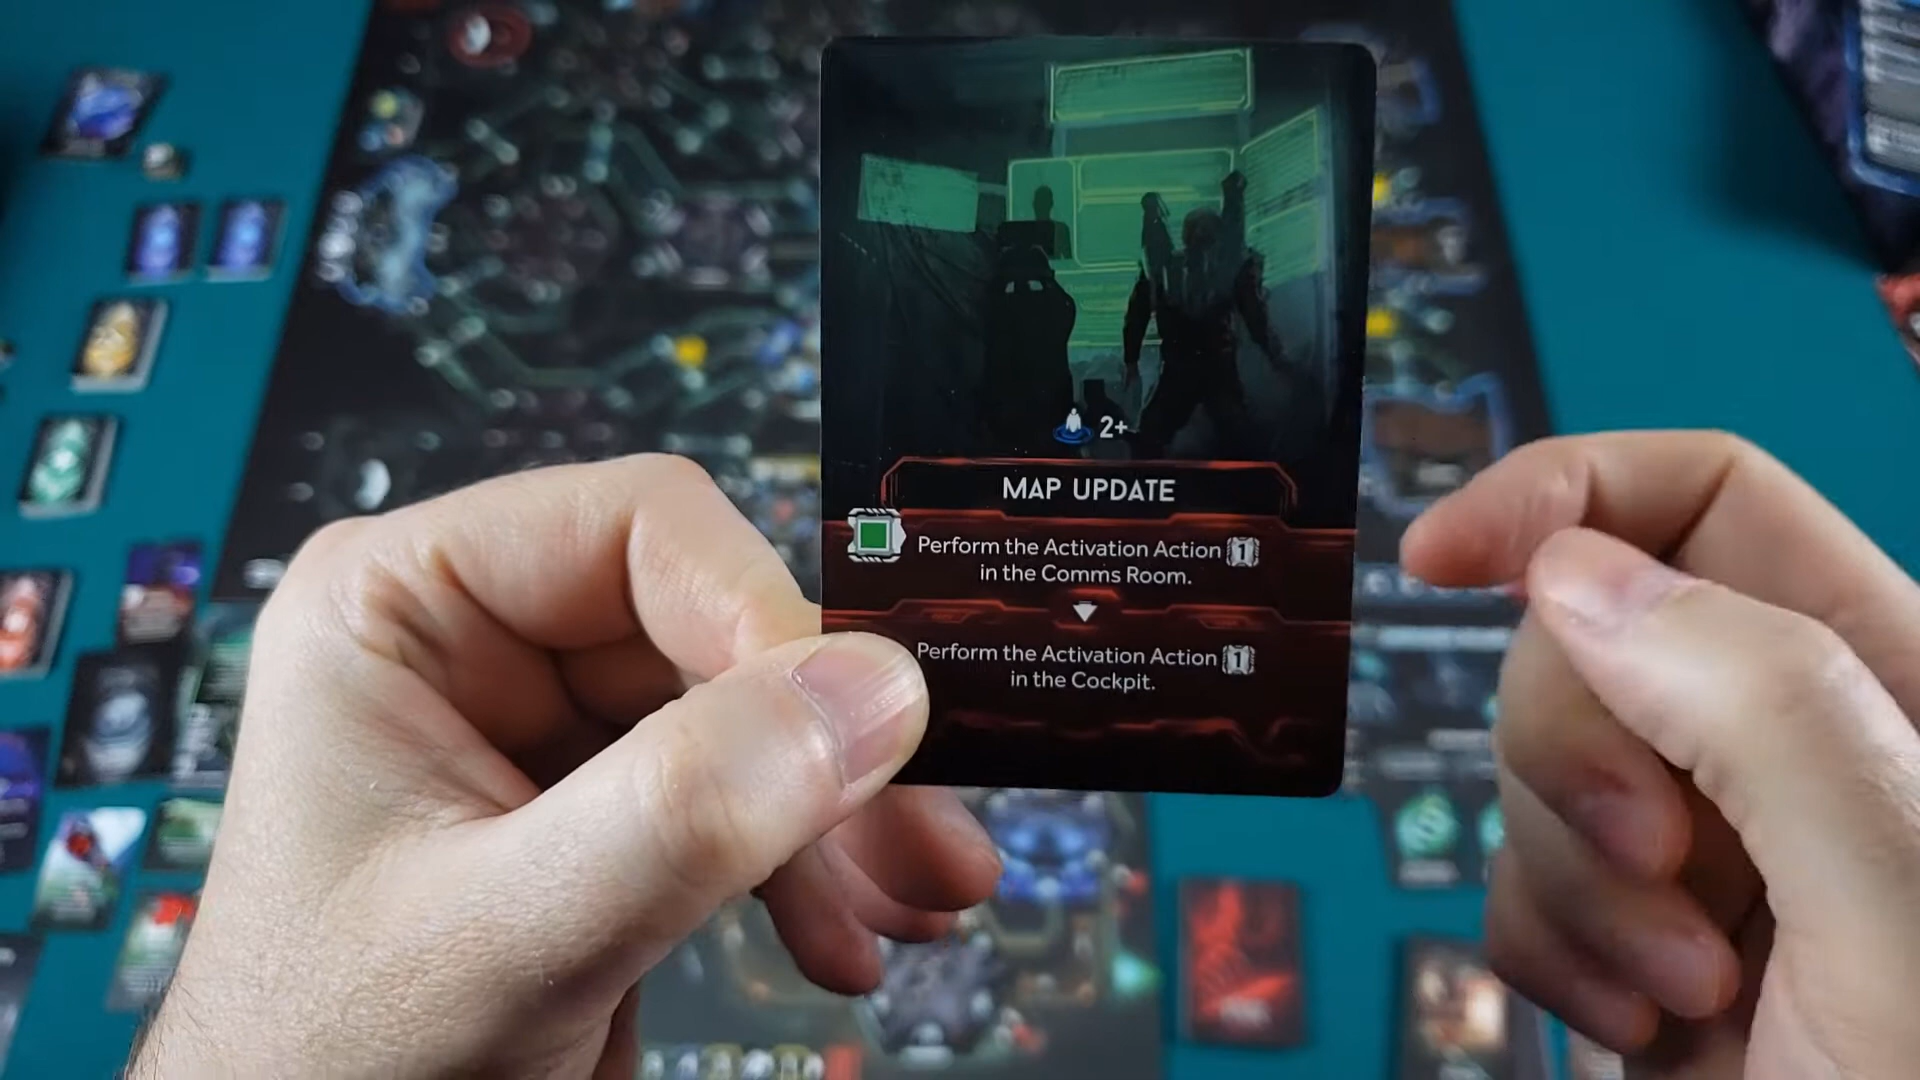 2+
MAP UPDATE
Perform the Activation Action 1
in the Comms Room.
Perform the Activation Action 1
in the Cockpit.